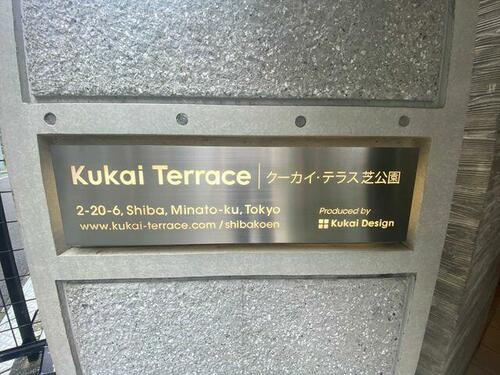 Kukai Terrace | クーカイ・テラス 芝公園
2-20-6, Shiba, Minato-ku, Tokyo
www.kukai-terrace.com/shibakoen
Produced by
Kukai Design